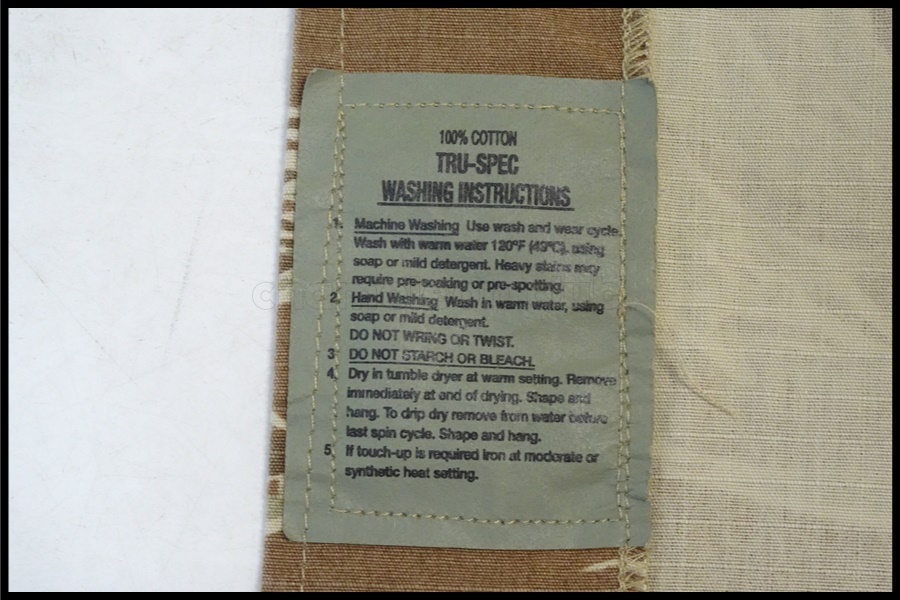 100% COTTON
TRU-SPEC
WASHING INSTRUCTIONS
1. Machine Washing Use wash and wear cycle.
Wash with warm water 120°F (49°C), using
soap or mild detergent. Heavy stains may
require pre-soaking or pre-spotting.
2. Hand Washing Wash in warm water, using
soap or mild detergent.
DO NOT WRING OR TWIST.
3 DO NOT STARCH OR BLEACH.
4. Dry in tumble dryer at warm setting. Remove
immediately at end of drying. Shape and
hang. To drip dry remove from water before
last spin cycle. Shape and hang.
5. If touch-up is required iron at moderate or
synthetic heat setting.